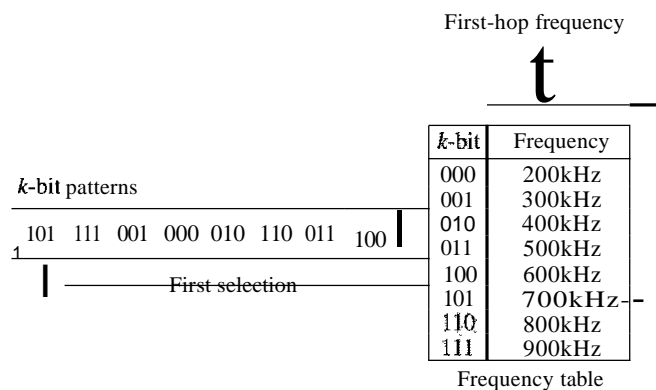 First-hop frequency
t
k-bit Frequency
000 200kHz
k-bit patterns
001 300kHz
010 400kHz
101 111 001 000 010 110 011 100
1
011 500kHz
100 600kHz
First selection
101 700kHz--
110 800kHz
111 900kHz
Frequency table